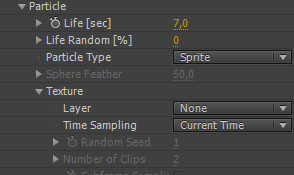 Particle
Life [sec] 7,0
Life Random [%] 0
Particle Type Sprite
Sphere Feather 50,0
Texture
Layer None
Time Sampling Current Time
Random Seed 1
Number of Clips 2